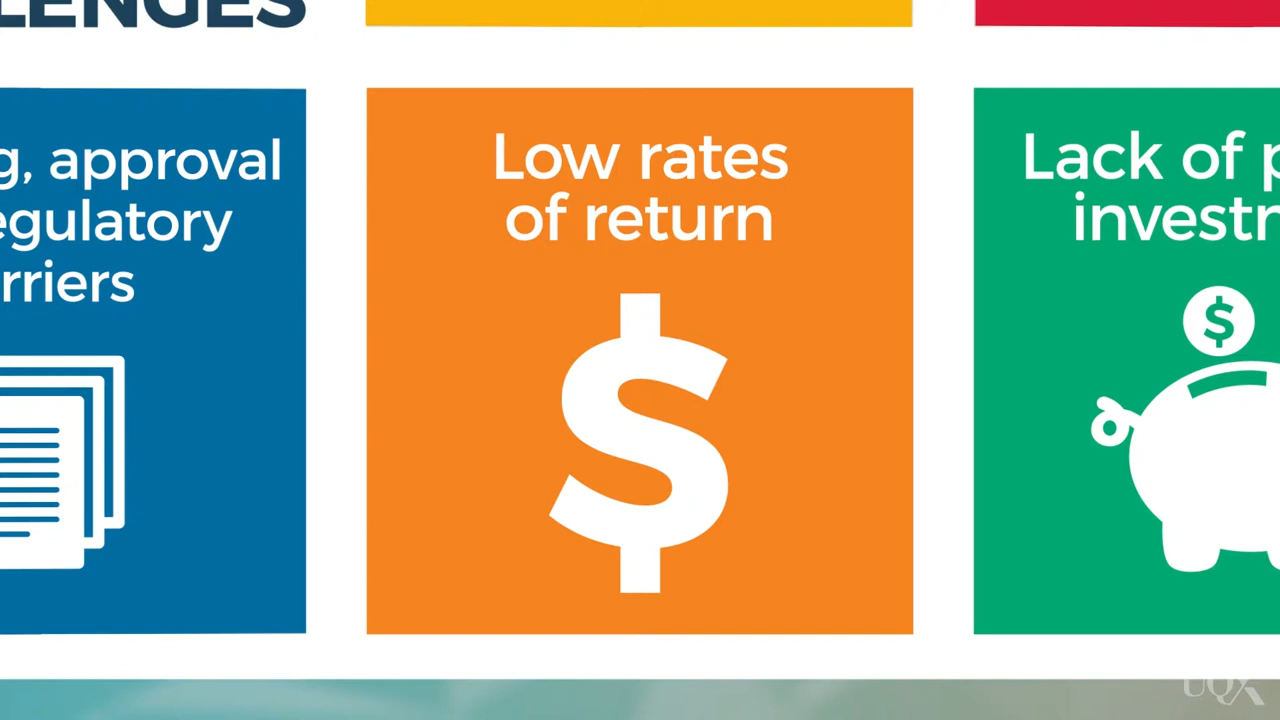 LENGES
g, approval
egulatory
rriers
Low rates
of return
$
Lack of p
investr
$
UQx